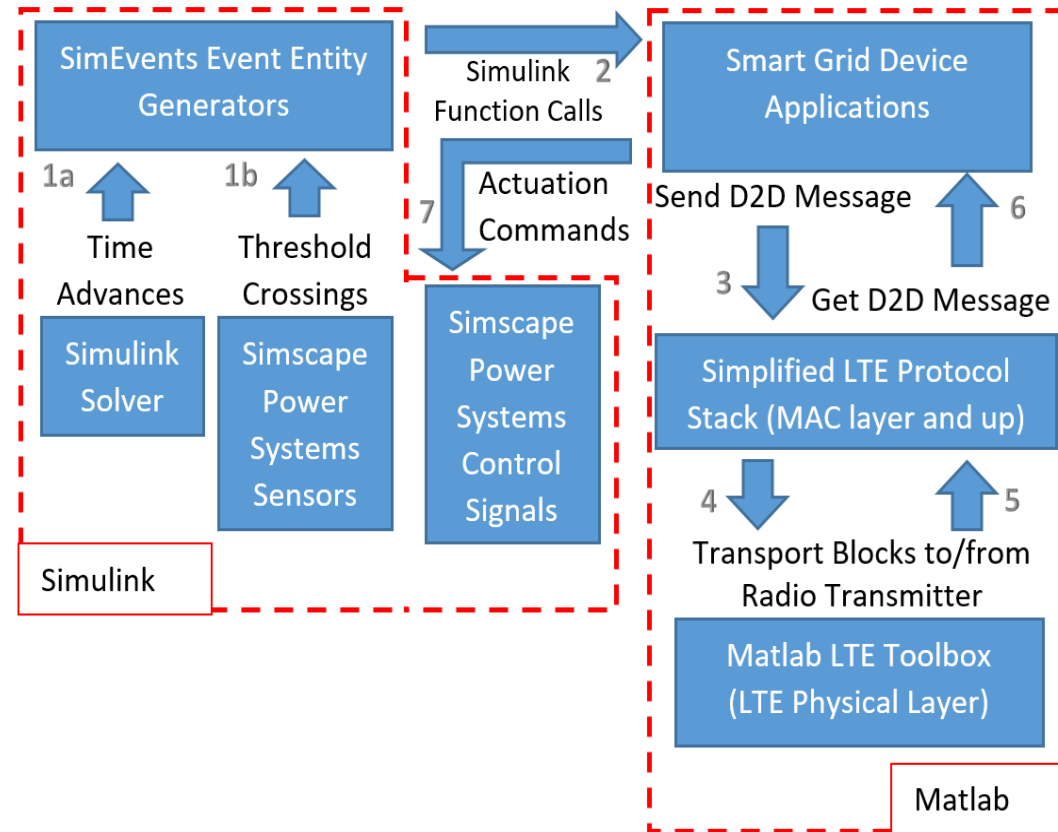 SimEvents Event Entity
Generators
1a
1b
Time
Advances
Threshold
Crossings
Simulink
Solver
Simscape
Power
Systems
Sensors
Simulink
2
Simulink
Function Calls
7
Actuation
Commands
Simscape
Power
Systems
Control
Signals
Smart Grid Device
Applications
Send D2D Message
6
3
Get D2D Message
Simplified LTE Protocol
Stack (MAC layer and up)
4
5
Transport Blocks to/from
Radio Transmitter
Matlab LTE Toolbox
(LTE Physical Layer)
Matlab